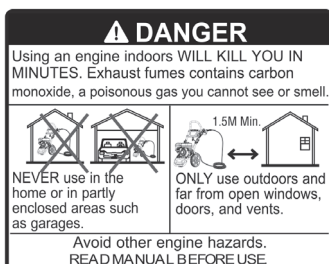 DANGER
Using an engine indoors WILL KILL YOU IN
MINUTES. Exhaust fumes contains carbon
monoxide, a poisonous gas you cannot see or smell.
1.5M Min.
NEVER use in the
home or in partly
enclosed areas such
as garages.
ONLY use outdoors and
far from open windows,
doors, and vents.
Avoid other engine hazards.
READ MANUAL BEFORE USE.